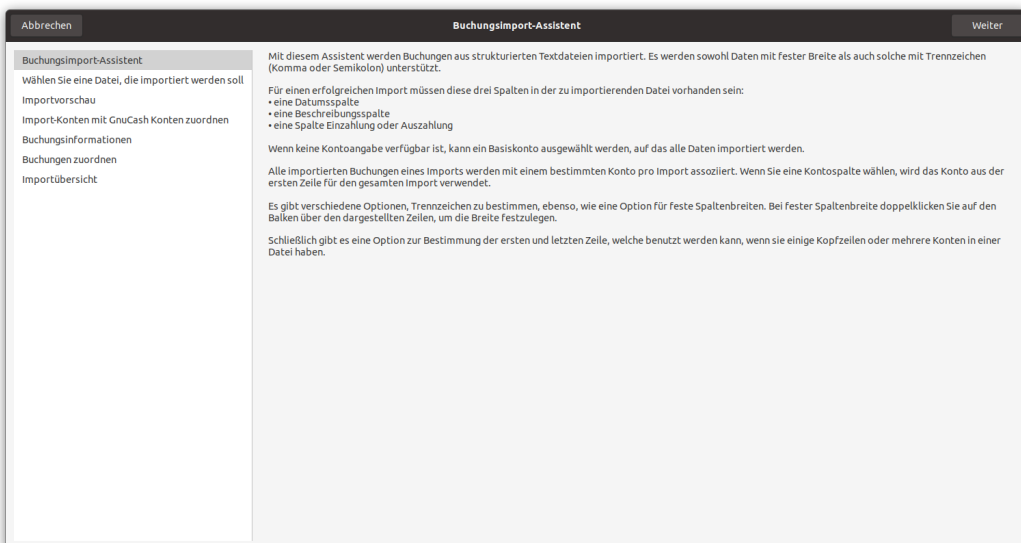 Abbrechen
Buchungsimport-Assistent
Weiter
Buchungsimport-Assistent
Wählen Sie eine Datei, die importiert werden soll
Importvorschau
Import-Konten mit GnuCash Konten zuordnen
Buchungsinformationen
Buchungen zuordnen
Importübersicht
Mit diesem Assistent werden Buchungen aus strukturierten Textdateien importiert. Es werden sowohl Daten mit fester Breite als auch solche mit Trennzeichen
(Komma oder Semikolon) unterstützt.
Für einen erfolgreichen Import müssen diese drei Spalten in der zu importierenden Datei vorhanden sein:
• eine Datumsspalte
• eine Beschreibungsspalte
• eine Spalte Einzahlung oder Auszahlung
Wenn keine Kontoangabe verfügbar ist, kann ein Basiskonto ausgewählt werden, auf das alle Daten importiert werden.
Alle importierten Buchungen eines Imports werden mit einem bestimmten Konto pro Import assoziiert. Wenn Sie eine Kontospalte wählen, wird das Konto aus der
ersten Zeile für den gesamten Import verwendet.
Es gibt verschiedene Optionen, Trennzeichen zu bestimmen, ebenso, wie eine Option für feste Spaltenbreiten. Bei fester Spaltenbreite doppelklicken Sie auf den
Balken über den dargestellten Zeilen, um die Breite festzulegen.
Schließlich gibt es eine Option zur Bestimmung der ersten und letzten Zeile, welche benutzt werden kann, wenn sie einige Kopfzeilen oder mehrere Konten in einer
Datei haben.